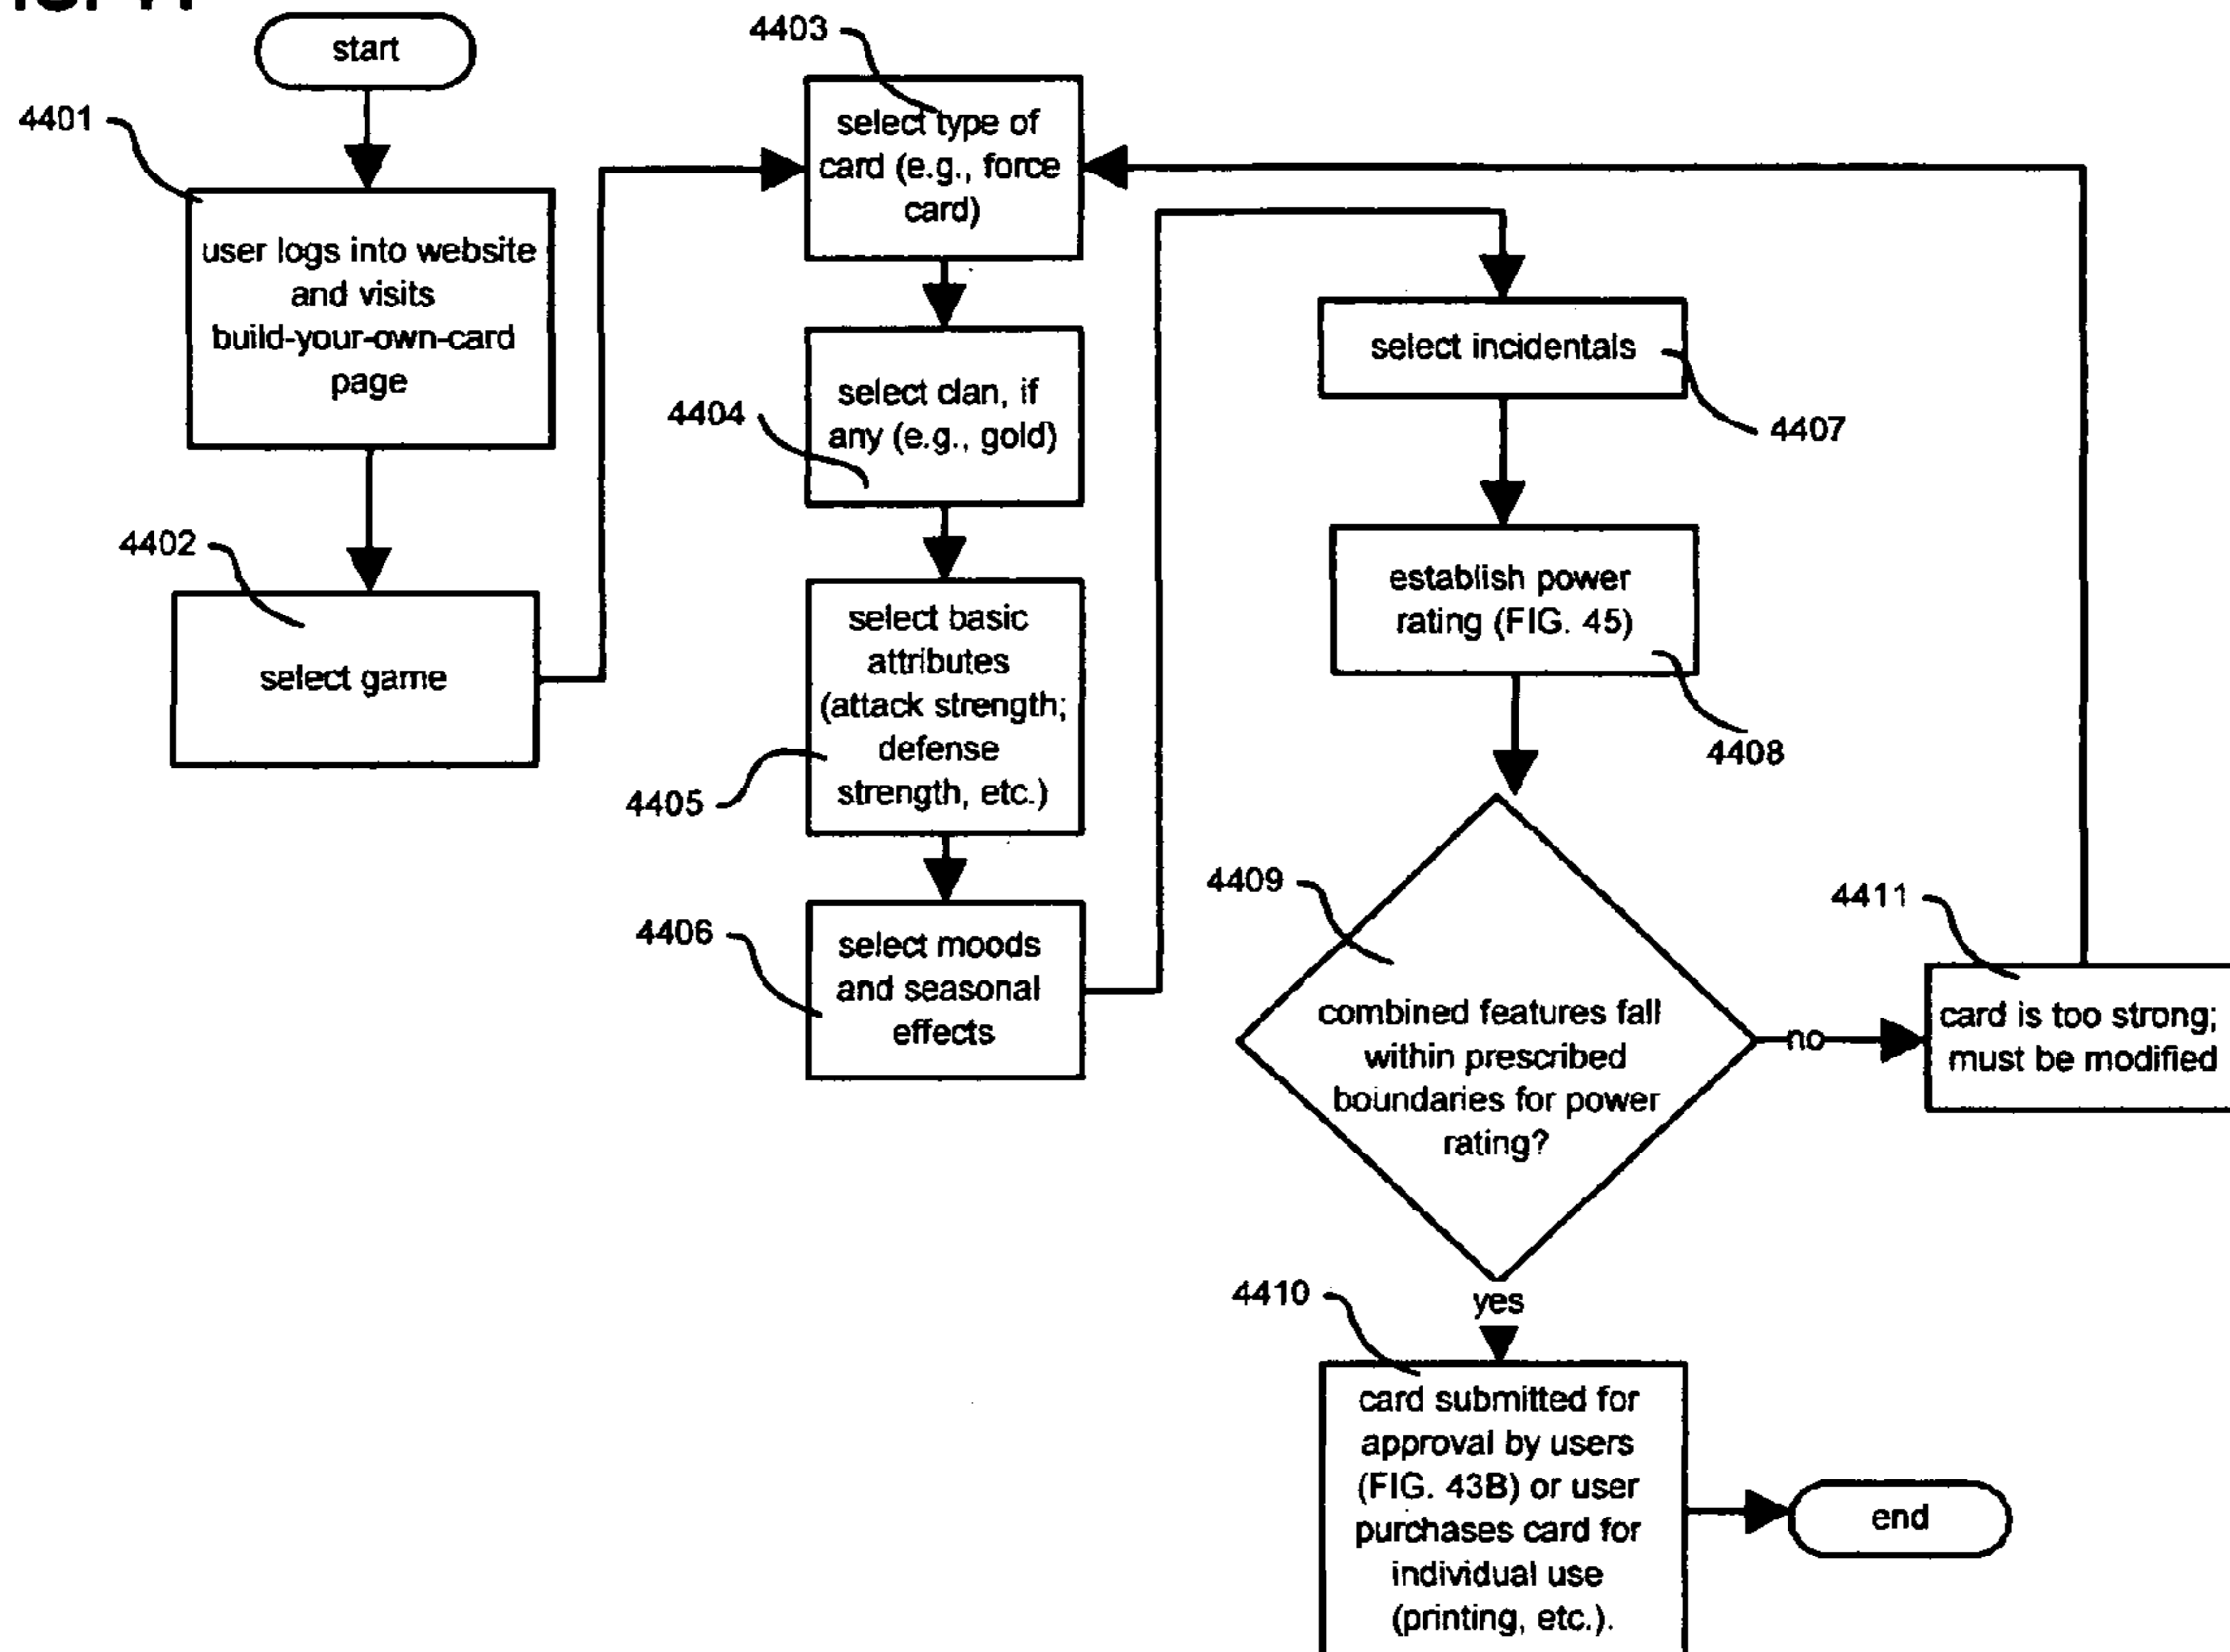 start
4401
user logs into website
and visits
build-your-own-card
page
4402
select game
4403
select type of
card (e.g., force
card)
4404
select clan, if
any (e.g., gold)
4405
select basic
attributes
(attack strength;
defense
strength, etc.)
4406
select moods
and seasonal
effects
select incidentals
4407
establish power
rating (FIG. 45)
4408
4409
combined features fall
within prescribed
boundaries for power
rating?
no
4411
card is too strong;
must be modified
yes
4410
card submitted for
approval by users
(FIG. 43B) or user
purchases card for
individual use
(printing, etc.).
end